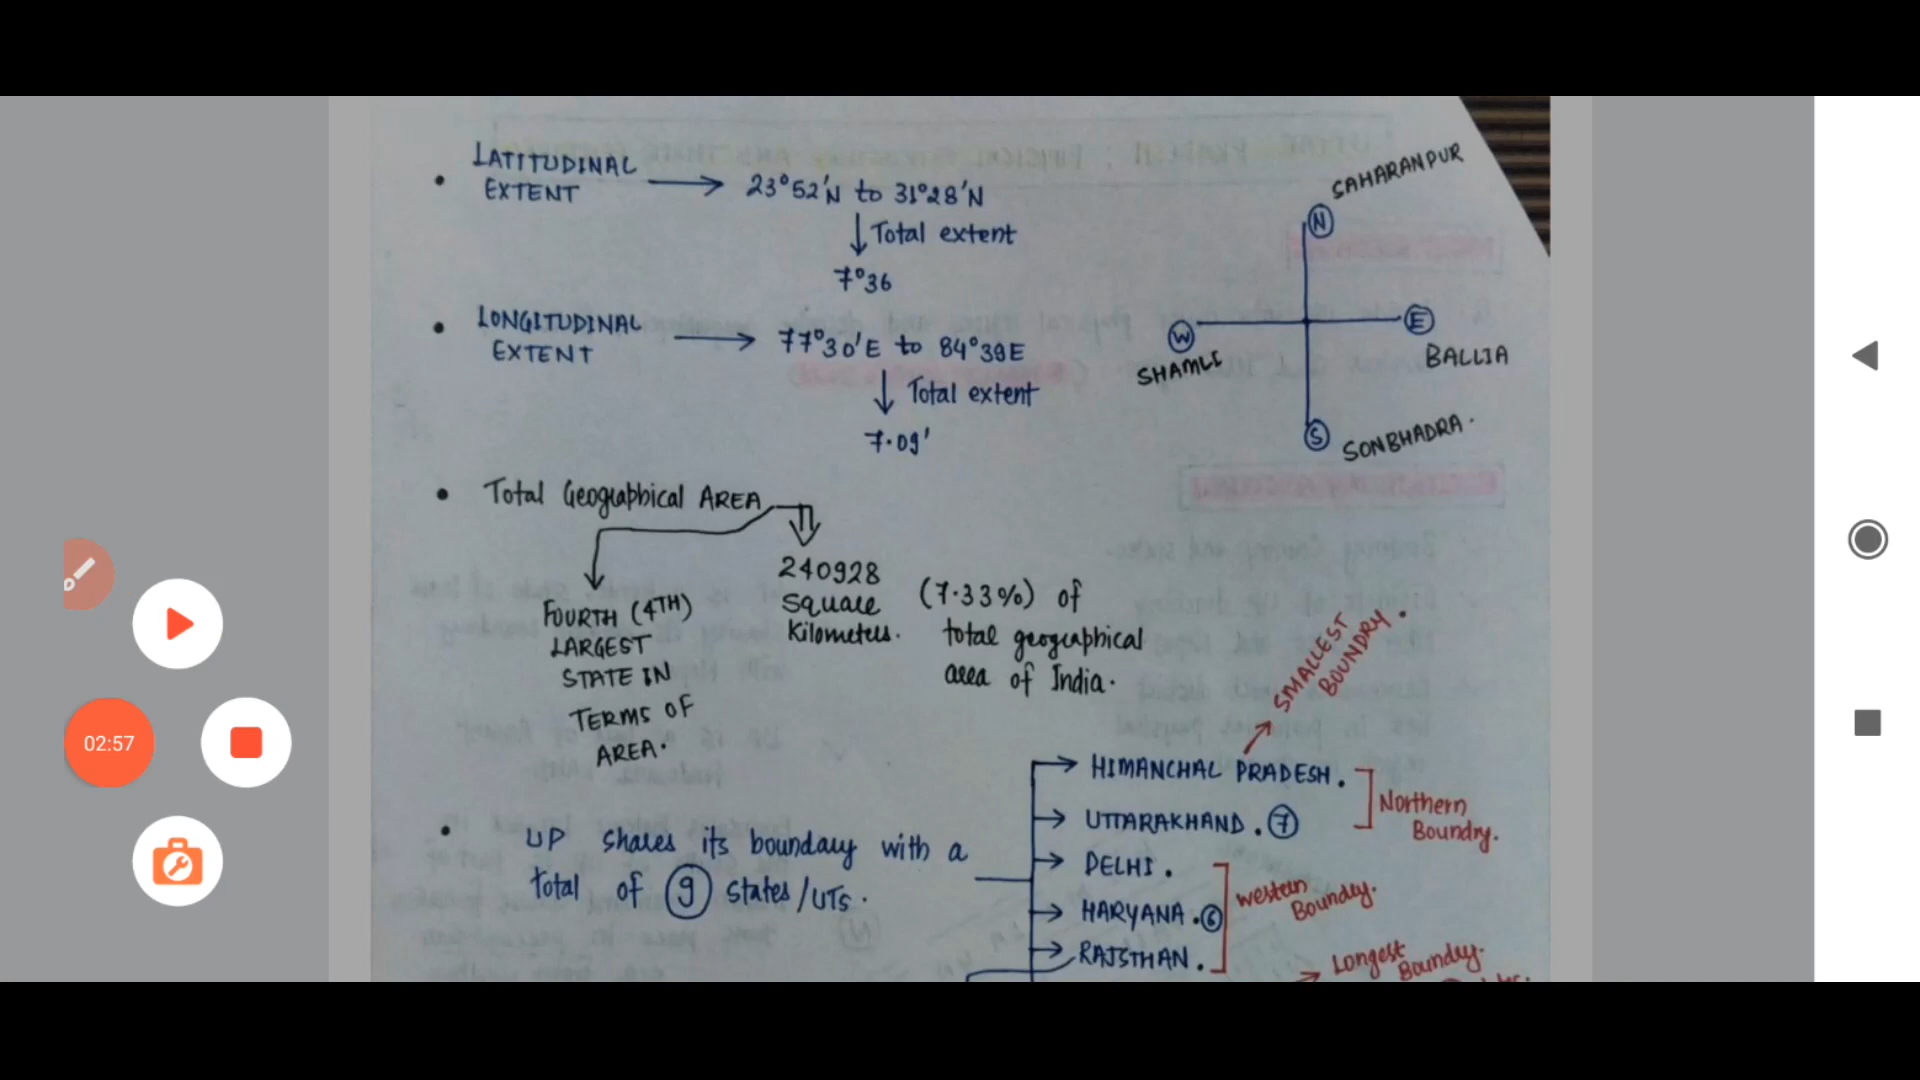 LATITUDINAL
EXTENT → 23°52'N to 31°28'N
↓ Total extent
7°36
LONGITUDINAL
EXTENT → 77°30'E to 84°39E
↓ Total extent
7.09'
SAHARANPUR
N
W
E
SHAMLI
BALLIA
S
SONBHADRA.
Total Geographical AREA
FOURTH (4TH)
LARGEST
STATE IN
TERMS OF
AREA.
240928
Square
Kilometers.
(7.33%) of
total geographical
area of India.
UP shares its boundary with a
total of 9 states/UTs.
SMALLEST
BOUNDRY.
HIMANCHAL PRADESH.
UTTARAKHAND. 7
Northern
Boundry.
DELHI.
HARYANA. 6
RAJSTHAN.
Western
Boundry.
Longest
Boundry.
02:57